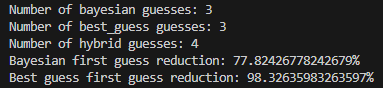 Number of bayesian guesses: 3
Number of best_guess guesses: 3
Number of hybrid guesses: 4
Bayesian first guess reduction: 77.82426778242679%
Best guess first guess reduction: 98.32635983263597%